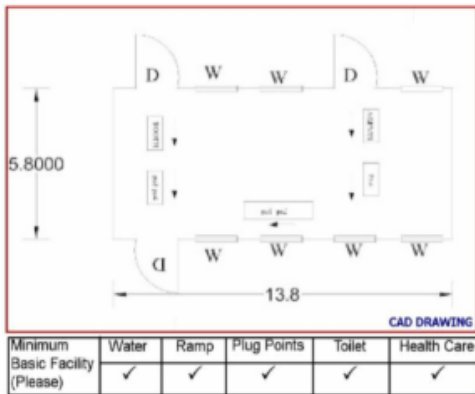 D W W D W
5.8000
D W W W W
13.8
CAD DRAWING
Minimum Basic Facility (Please) Water Ramp Plug Points Toilet Health Care
✓ ✓ ✓ ✓ ✓